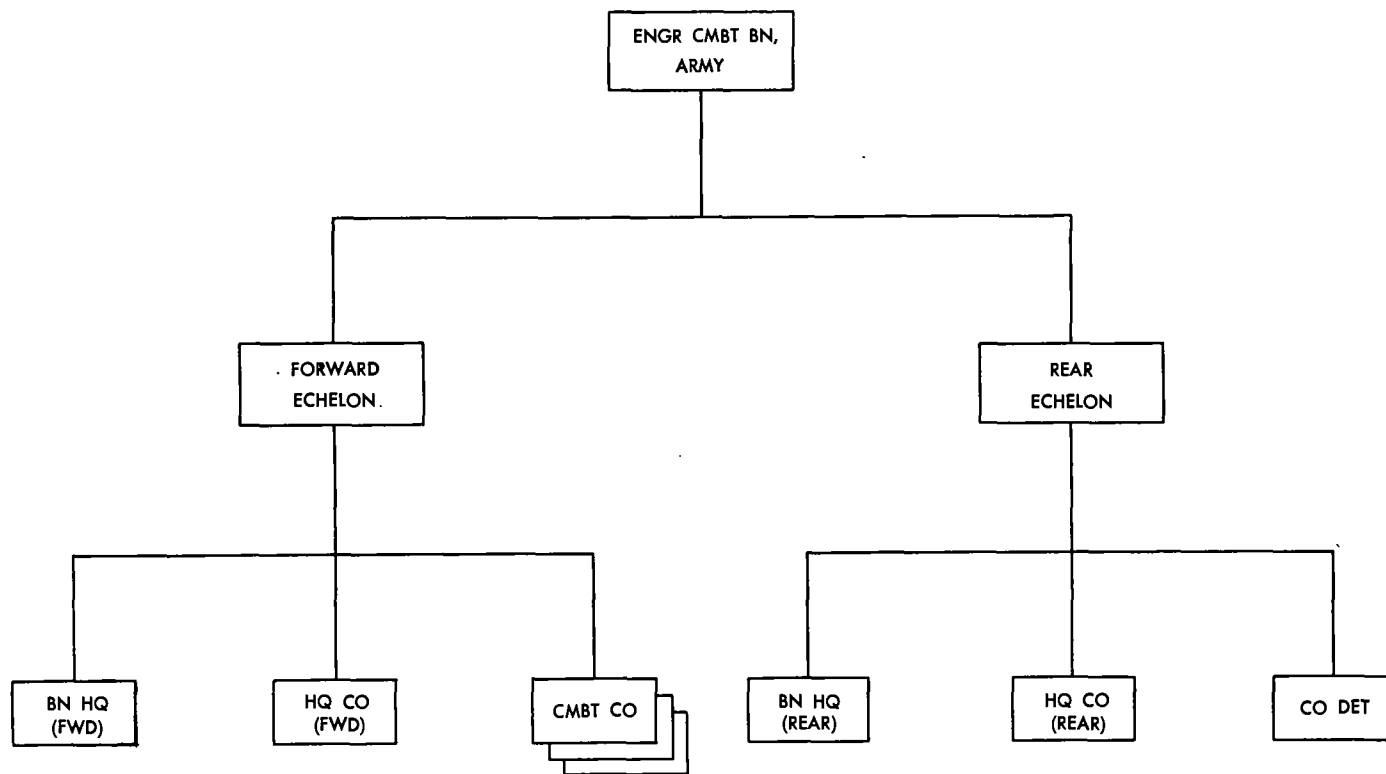 ENGR CMBT BN,
ARMY
FORWARD
ECHELON
REAR
ECHELON
BN HQ
(FWD)
HQ CO
(FWD)
CMBT CO
BN HQ
(REAR)
HQ CO
(REAR)
CO DET